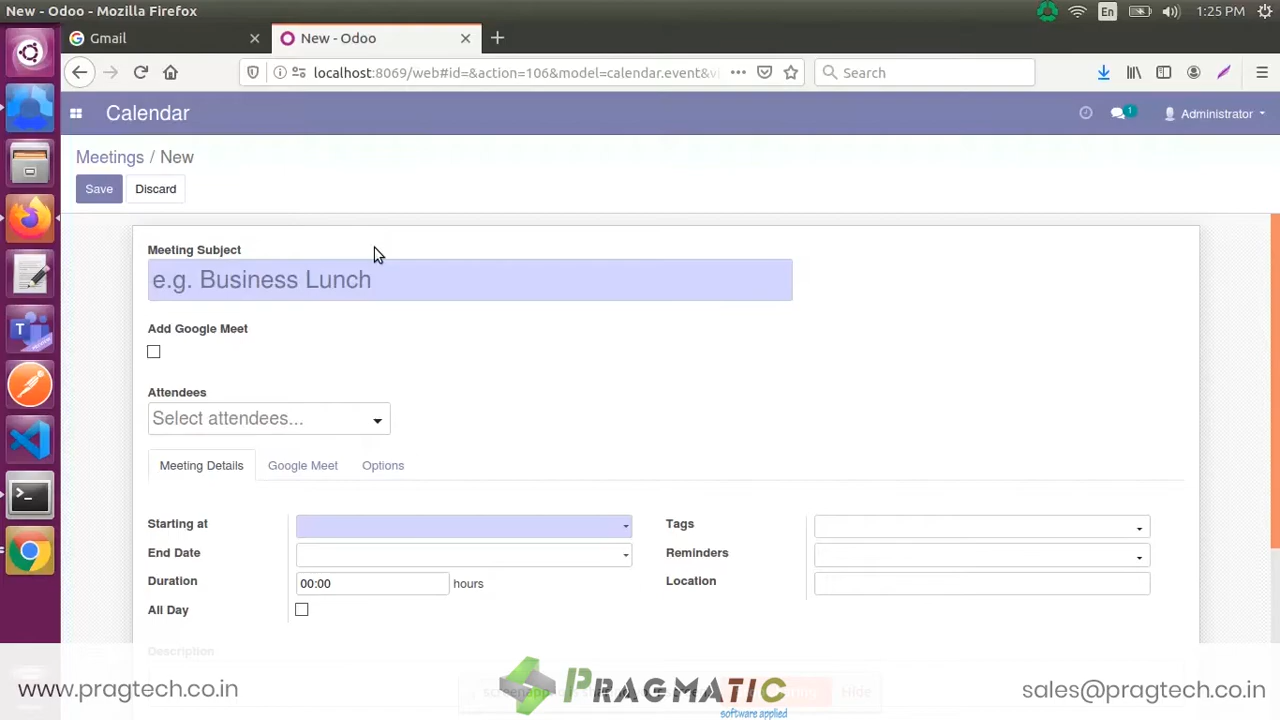 New - Odoo - Mozilla Firefox
En
1:25 PM
Gmail
New - Odoo
localhost:8069/web#id=&action=106&model=calendar.event&v
Search
Calendar
1
Administrator
Meetings / New
Save
Discard
Meeting Subject
e.g. Business Lunch
Add Google Meet
Attendees
Select attendees...
Meeting Details
Google Meet
Options
Starting at
Tags
End Date
Reminders
Duration
00:00
hours
Location
All Day
Description
www.pragtech.co.in
PRAGMATIC
software applied
Hide
sales@pragtech.co.in